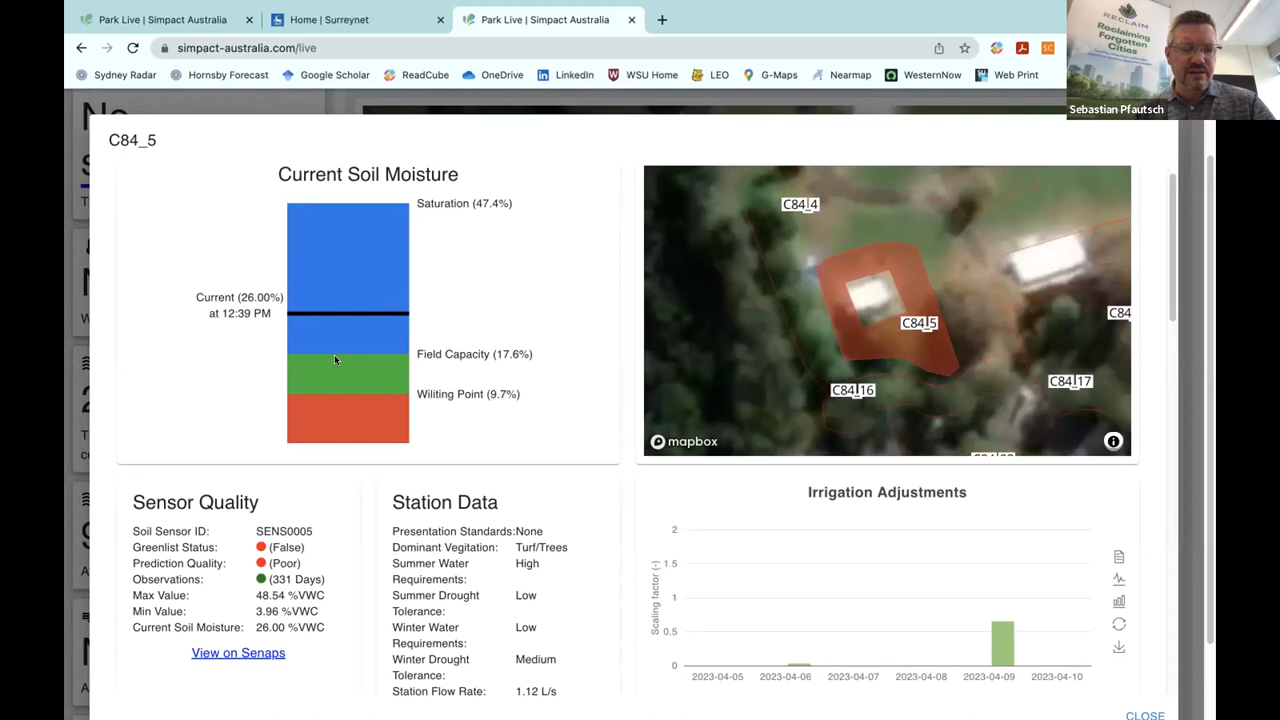 Park Live | Simpact Australia
Home | Surreynet
Park Live | Simpact Australia
simpact-australia.com/live
Sydney Radar
Hornsby Forecast
Google Scholar
ReadCube
OneDrive
LinkedIn
WSU Home
LEO
G-Maps
Nearmap
WesternNow
Web Print
RECLAIM
Reclaiming
Forgotten
Cities
Sebastian Pfautsch
C84_5
Current Soil Moisture
Saturation (47.4%)
Current (26.00%)
at 12:39 PM
Field Capacity (17.6%)
Wiliting Point (9.7%)
C84_4
C84_5
C84
C84_16
C84_17
mapbox
Sensor Quality
Soil Sensor ID: SENS0005
Greenlist Status: (False)
Prediction Quality: (Poor)
Observations: (331 Days)
Max Value: 48.54 %VWC
Min Value: 3.96 %VWC
Current Soil Moisture: 26.00 %VWC
View on Senaps
Station Data
Presentation Standards: None
Dominant Vegitation: Turf/Trees
Summer Water High
Requirements:
Summer Drought Low
Tolerance:
Winter Water Low
Requirements:
Winter Drought Medium
Tolerance:
Station Flow Rate: 1.12 L/s
Irrigation Adjustments
Scaling factor (-)
2
1.5
1
0.5
0
2023-04-05 2023-04-06 2023-04-07 2023-04-08 2023-04-09 2023-04-10
CLOSE